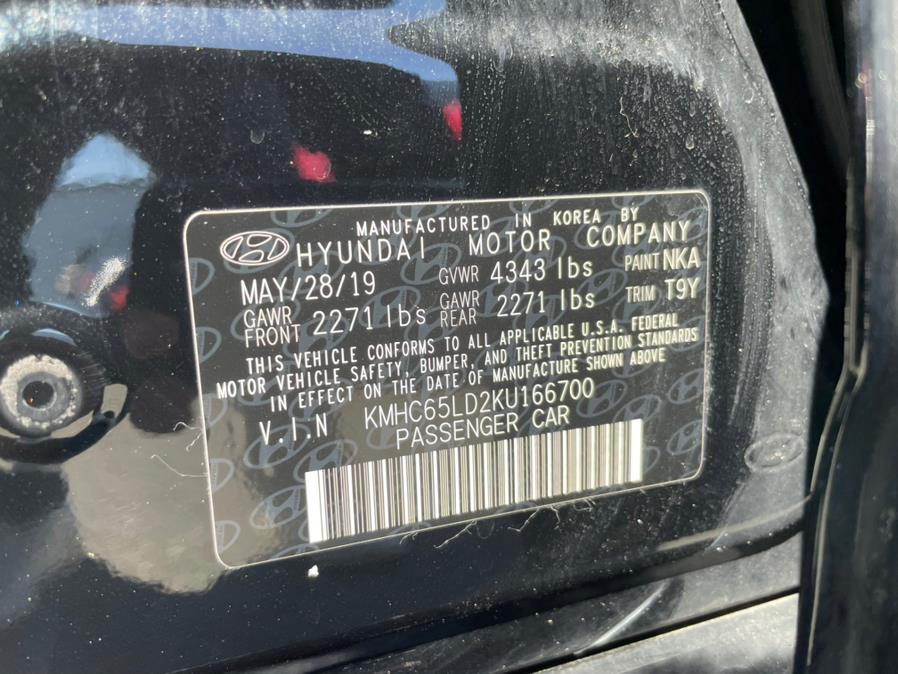 MANUFACTURED IN KOREA BY
HYUNDAI MOTOR COMPANY
MAY/28/19 GVWR 4343 lbs PAINT NKA
GAWR FRONT 2271 lbs GAWR REAR 2271 lbs TRIM T9Y
THIS VEHICLE CONFORMS TO ALL APPLICABLE U.S.A. FEDERAL
MOTOR VEHICLE SAFETY, BUMPER, AND THEFT PREVENTION STANDARDS
IN EFFECT ON THE DATE OF MANUFACTURE SHOWN ABOVE
V.I.N KMHC65LD2KU166700
PASSENGER CAR